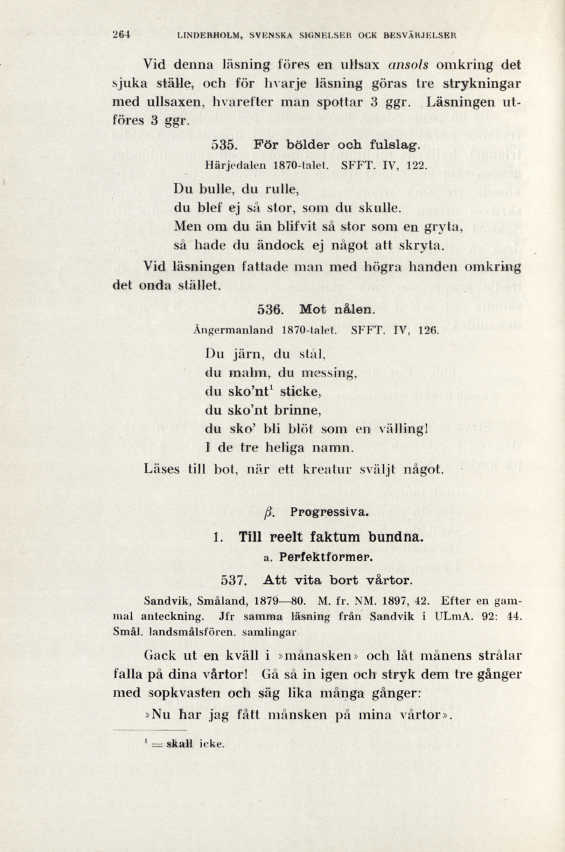 264 LINDERHOLM, SVENSKA SIGNELSER OCK BESVÄRJELSER
Vid denna läsning föres en ullsax ansols omkring det
sjuka ställe, och för hvarje läsning göras tre strykningar
med ullsaxen, hvarefter man spottar 3 ggr. Läsningen ut-
föres 3 ggr.
535. För bölder och fulslag.
Härjedalen 1870-talet. SFFT. IV, 122.
Du bulle, du rulle,
du blef ej så stor, som du skulle.
Men om du än blifvit så stor som en gryta,
så hade du ändock ej något att skryta.
Vid läsningen fattade man med högra handen omkring
det onda stället.
536. Mot nålen.
Ångermanland 1870-talet. SFFT. IV, 126.
Du järn, du stål,
du malm, du messing,
du sko'nt¹ sticke,
du sko'nt brinne,
du sko' bli blöt som en välling!
I de tre heliga namn.
Läses till bot, när ett kreatur sväljt något.
β. Progressiva.
1. Till reelt faktum bundna.
a. Perfektformer.
537. Att vita bort vårtor.
Sandvik, Småland, 1879—80. M. fr. NM. 1897, 42. Efter en gam-
mal anteckning. Jfr samma läsning från Sandvik i ULmA. 92: 44.
Smål. landsmålsfören. samlingar
Gack ut en kväll i »månasken» och låt månens strålar
falla på dina vårtor! Gå så in igen och stryk dem tre gånger
med sopkvasten och säg lika många gånger:
»Nu har jag fått månsken på mina vårtor».
¹ = skall icke.